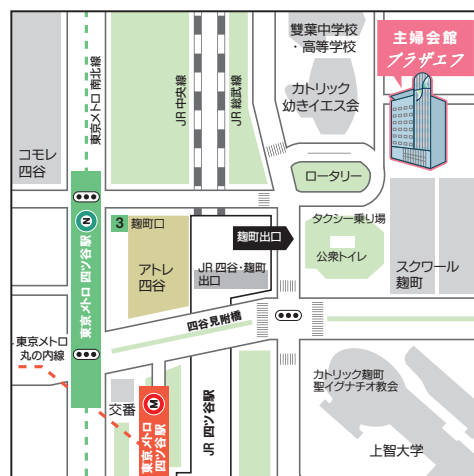 雙葉中学校
・高等学校
主婦会館
プラザエフ
カトリック
幼きイエス会
東京メトロ 南北線
JR 中央線
JR 総武線
コモレ
四谷
ロータリー
N
東京メトロ 四ツ谷駅
3 麹町口
麹町出口
タクシー乗り場
公衆トイレ
アトレ
四谷
JR 四谷・麹町
出口
スクワール
麹町
四谷見附橋
東京メトロ
丸の内線
交番
M
東京メトロ
四ツ谷駅
JR 四ツ谷駅
カトリック麹町
聖イグナチオ教会
上智大学